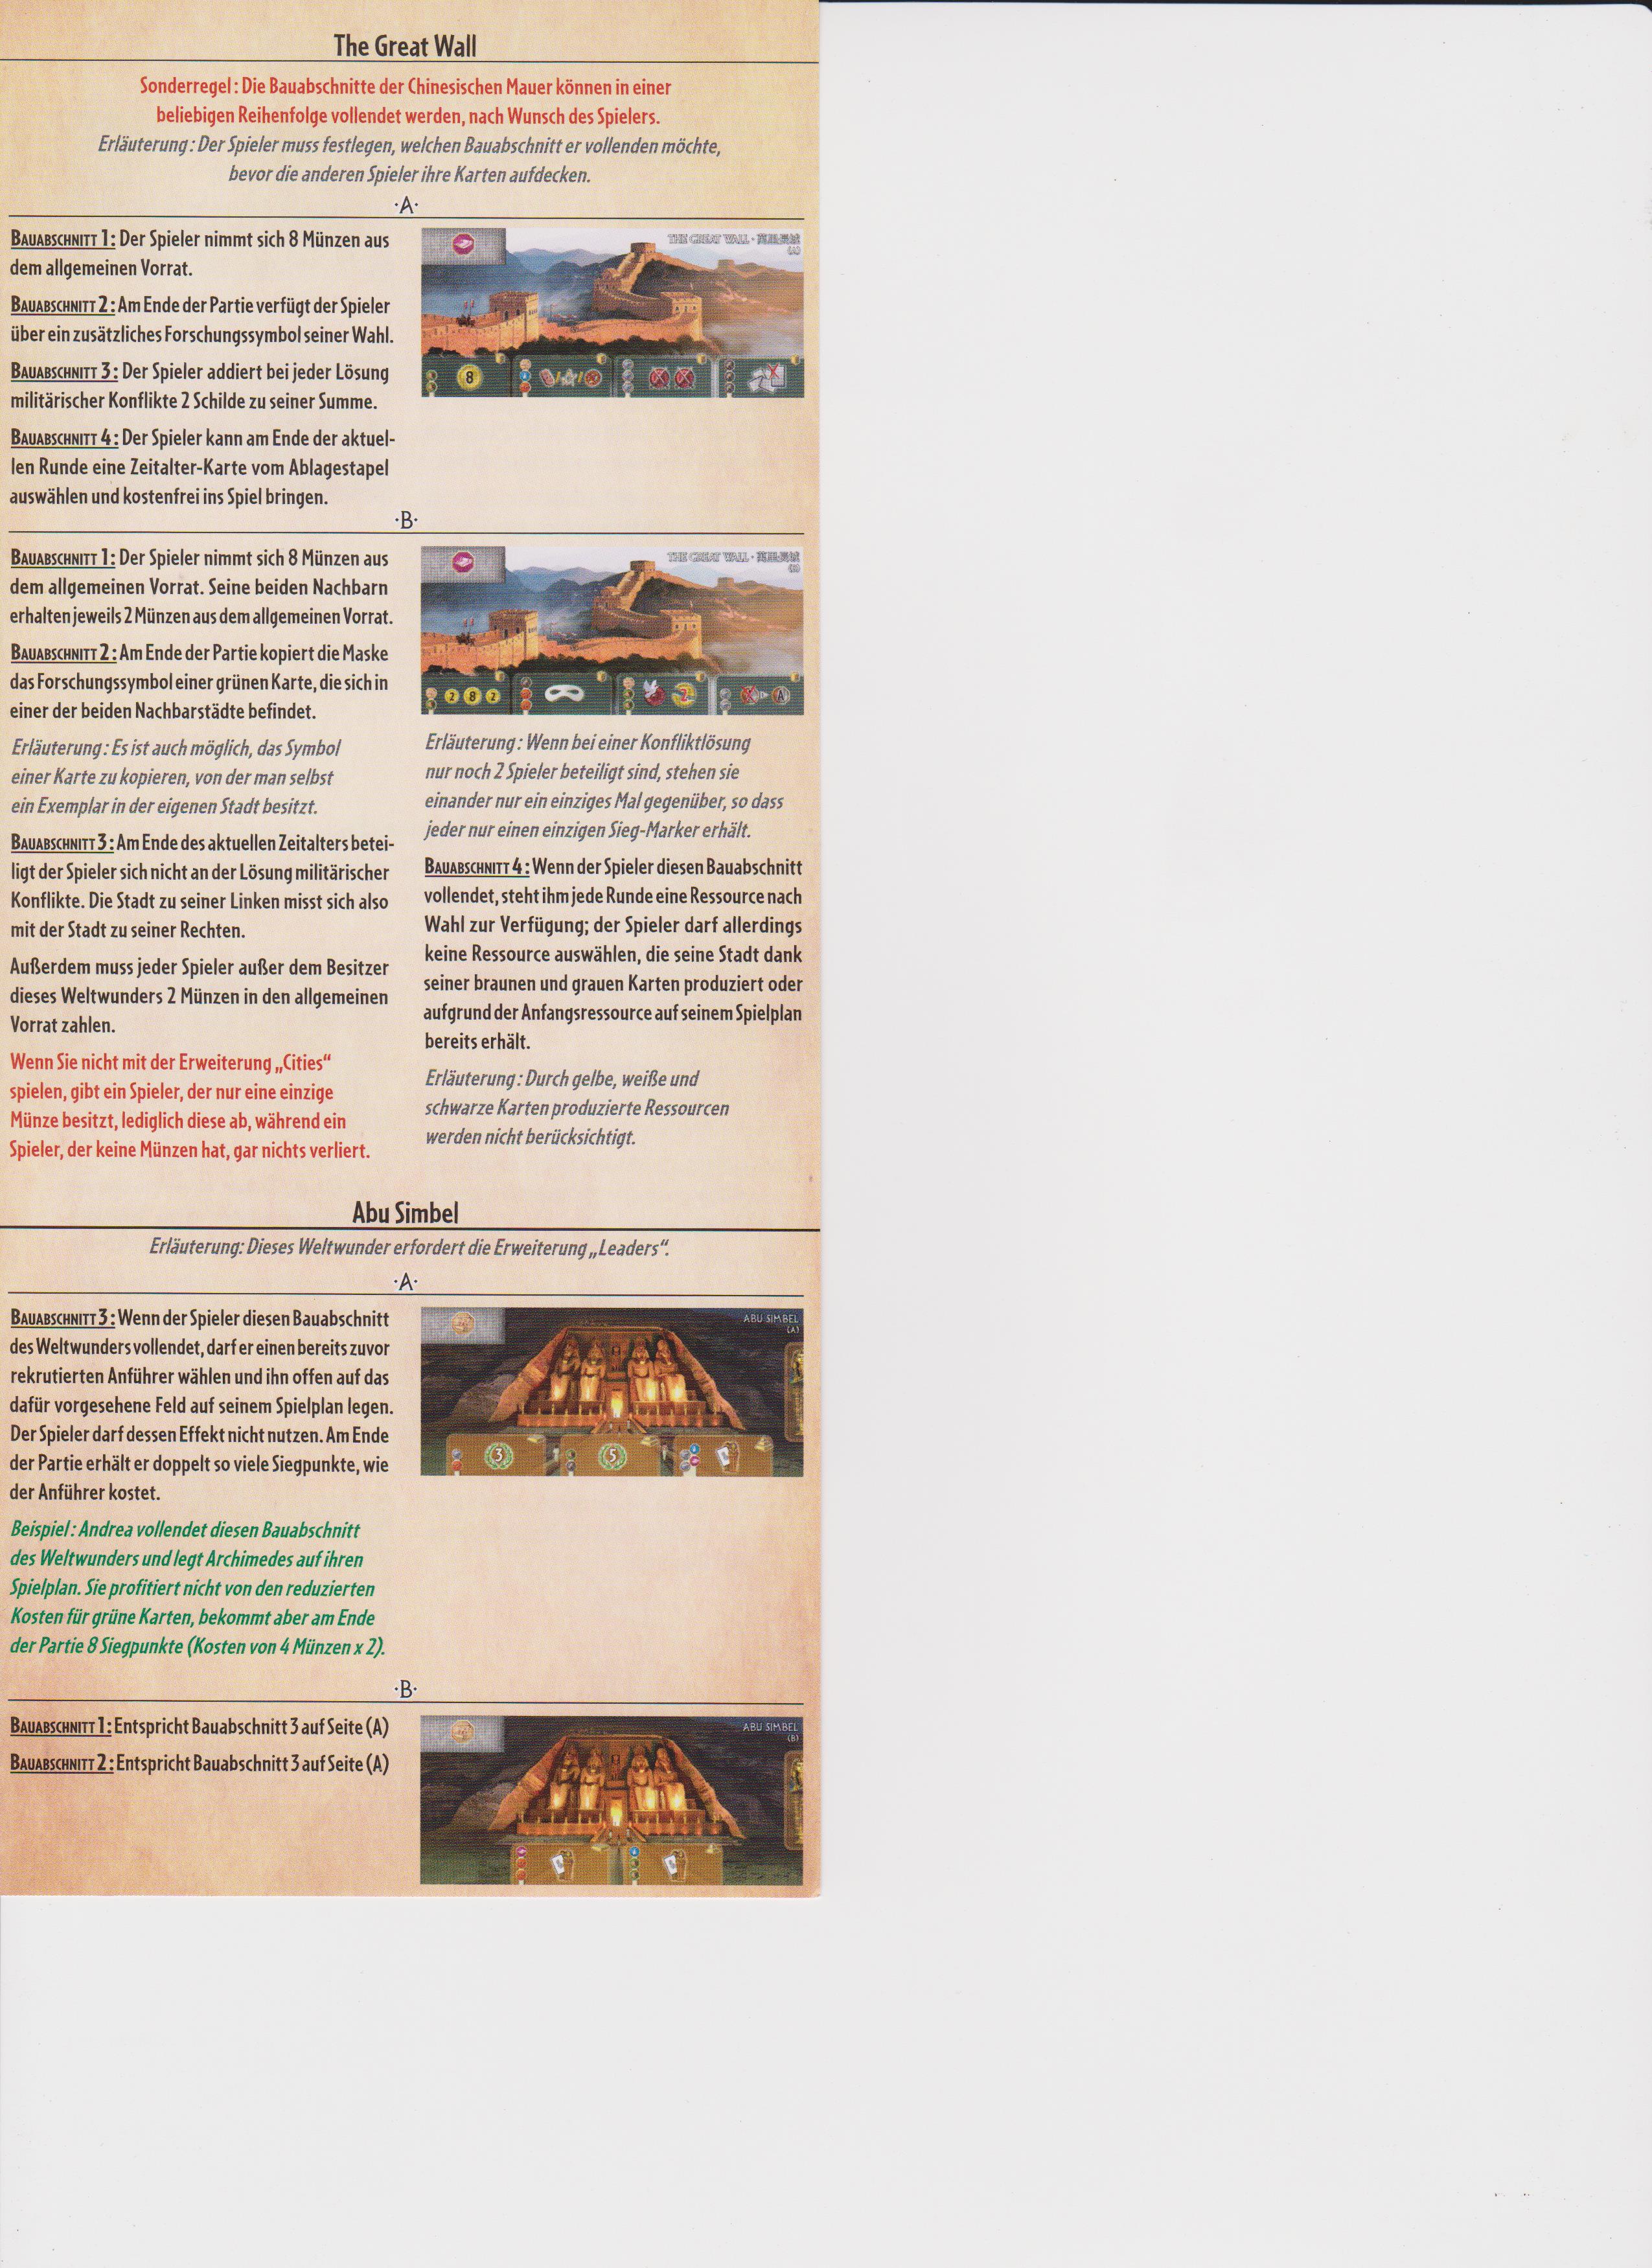 The Great Wall
Sonderregel: Die Bauabschnitte der Chinesischen Mauer können in einer
beliebigen Reihenfolge vollendet werden, nach Wunsch des Spielers.
Erläuterung: Der Spieler muss festlegen, welchen Bauabschnitt er vollenden möchte,
bevor die anderen Spieler ihre Karten aufdecken.
·A·
BAUABSCHNITT 1: Der Spieler nimmt sich 8 Münzen aus
dem allgemeinen Vorrat.
BAUABSCHNITT 2: Am Ende der Partie verfügt der Spieler
über ein zusätzliches Forschungssymbol seiner Wahl.
BAUABSCHNITT 3: Der Spieler addiert bei jeder Lösung
militärischer Konflikte 2 Schilde zu seiner Summe.
BAUABSCHNITT 4: Der Spieler kann am Ende der aktuel-
len Runde eine Zeitalter-Karte vom Ablagestapel
auswählen und kostenfrei ins Spiel bringen.
THE GREAT WALL ·
(A)
8
·B·
BAUABSCHNITT 1: Der Spieler nimmt sich 8 Münzen aus
dem allgemeinen Vorrat. Seine beiden Nachbarn
erhalten jeweils 2 Münzen aus dem allgemeinen Vorrat.
BAUABSCHNITT 2: Am Ende der Partie kopiert die Maske
das Forschungssymbol einer grünen Karte, die sich in
einer der beiden Nachbarstädte befindet.
Erläuterung: Es ist auch möglich, das Symbol
einer Karte zu kopieren, von der man selbst
ein Exemplar in der eigenen Stadt besitzt.
BAUABSCHNITT 3: Am Ende des aktuellen Zeitalters betei-
ligt der Spieler sich nicht an der Lösung militärischer
Konflikte. Die Stadt zu seiner Linken misst sich also
mit der Stadt zu seiner Rechten.
Außerdem muss jeder Spieler außer dem Besitzer
dieses Weltwunders 2 Münzen in den allgemeinen
Vorrat zahlen.
Wenn Sie nicht mit der Erweiterung „Cities“
spielen, gibt ein Spieler, der nur eine einzige
Münze besitzt, lediglich diese ab, während ein
Spieler, der keine Münzen hat, gar nichts verliert.
THE GREAT WALL ·
(B)
2 8 2
2
A
Erläuterung: Wenn bei einer Konfliktlösung
nur noch 2 Spieler beteiligt sind, stehen sie
einander nur ein einziges Mal gegenüber, so dass
jeder nur einen einzigen Sieg-Marker erhält.
BAUABSCHNITT 4: Wenn der Spieler diesen Bauabschnitt
vollendet, steht ihm jede Runde eine Ressource nach
Wahl zur Verfügung; der Spieler darf allerdings
keine Ressource auswählen, die seine Stadt dank
seiner braunen und grauen Karten produziert oder
aufgrund der Anfangsressource auf seinem Spielplan
bereits erhält.
Erläuterung: Durch gelbe, weiße und
schwarze Karten produzierte Ressourcen
werden nicht berücksichtigt.
Abu Simbel
Erläuterung: Dieses Weltwunder erfordert die Erweiterung „Leaders“.
·A·
BAUABSCHNITT 3: Wenn der Spieler diesen Bauabschnitt
des Weltwunders vollendet, darf er einen bereits zuvor
rekrutierten Anführer wählen und ihn offen auf das
dafür vorgesehene Feld auf seinem Spielplan legen.
Der Spieler darf dessen Effekt nicht nutzen. Am Ende
der Partie erhält er doppelt so viele Siegpunkte, wie
der Anführer kostet.
Beispiel: Andrea vollendet diesen Bauabschnitt
des Weltwunders und legt Archimedes auf ihren
Spielplan. Sie profitiert nicht von den reduzierten
Kosten für grüne Karten, bekommt aber am Ende
der Partie 8 Siegpunkte (Kosten von 4 Münzen x 2).
ABU SIMBEL
(A)
3
5
·B·
BAUABSCHNITT 1: Entspricht Bauabschnitt 3 auf Seite (A)
BAUABSCHNITT 2: Entspricht Bauabschnitt 3 auf Seite (A)
ABU SIMBEL
(B)